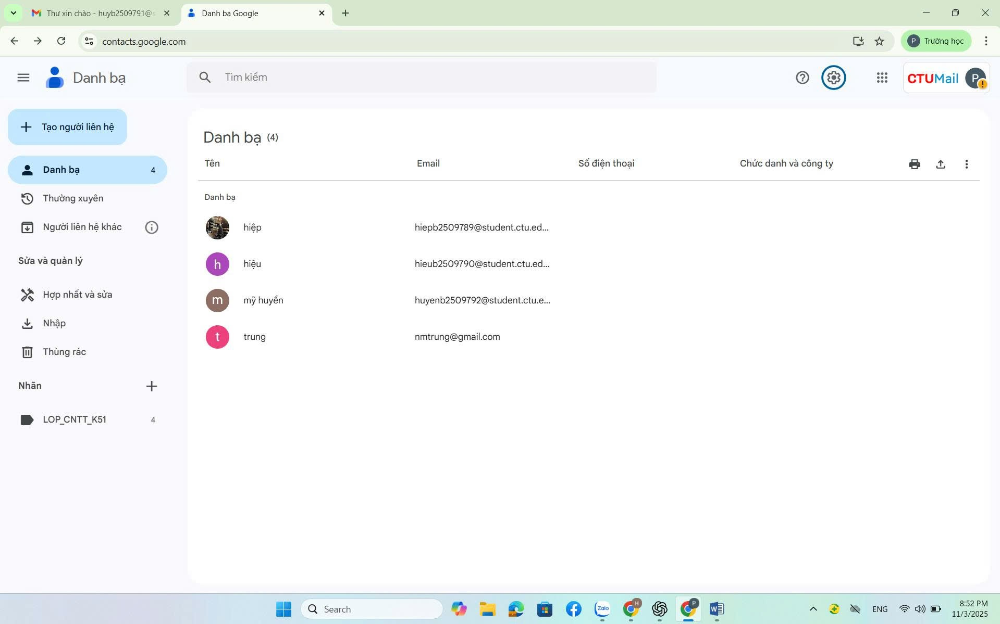 Thư xin chào - huyb2509791@s
Danh bạ Google
contacts.google.com
P Trường học
Danh bạ
Tìm kiếm
CTUMail P
Tạo người liên hệ
Danh bạ 4
Thường xuyên
Người liên hệ khác
Sửa và quản lý
Hợp nhất và sửa
Nhập
Thùng rác
Nhãn
LOP_CNTT_K51 4
Danh bạ (4)
Tên Email Số điện thoại Chức danh và công ty
Danh bạ
hiệp hiepb2509789@student.ctu.ed...
h hiệu hieub2509790@student.ctu.ed...
m mỹ huyền huyenb2509792@student.ctu.e...
t trung nmtrung@gmail.com
Search
Zalo
H
P
W
ENG
8:52 PM
11/3/2025